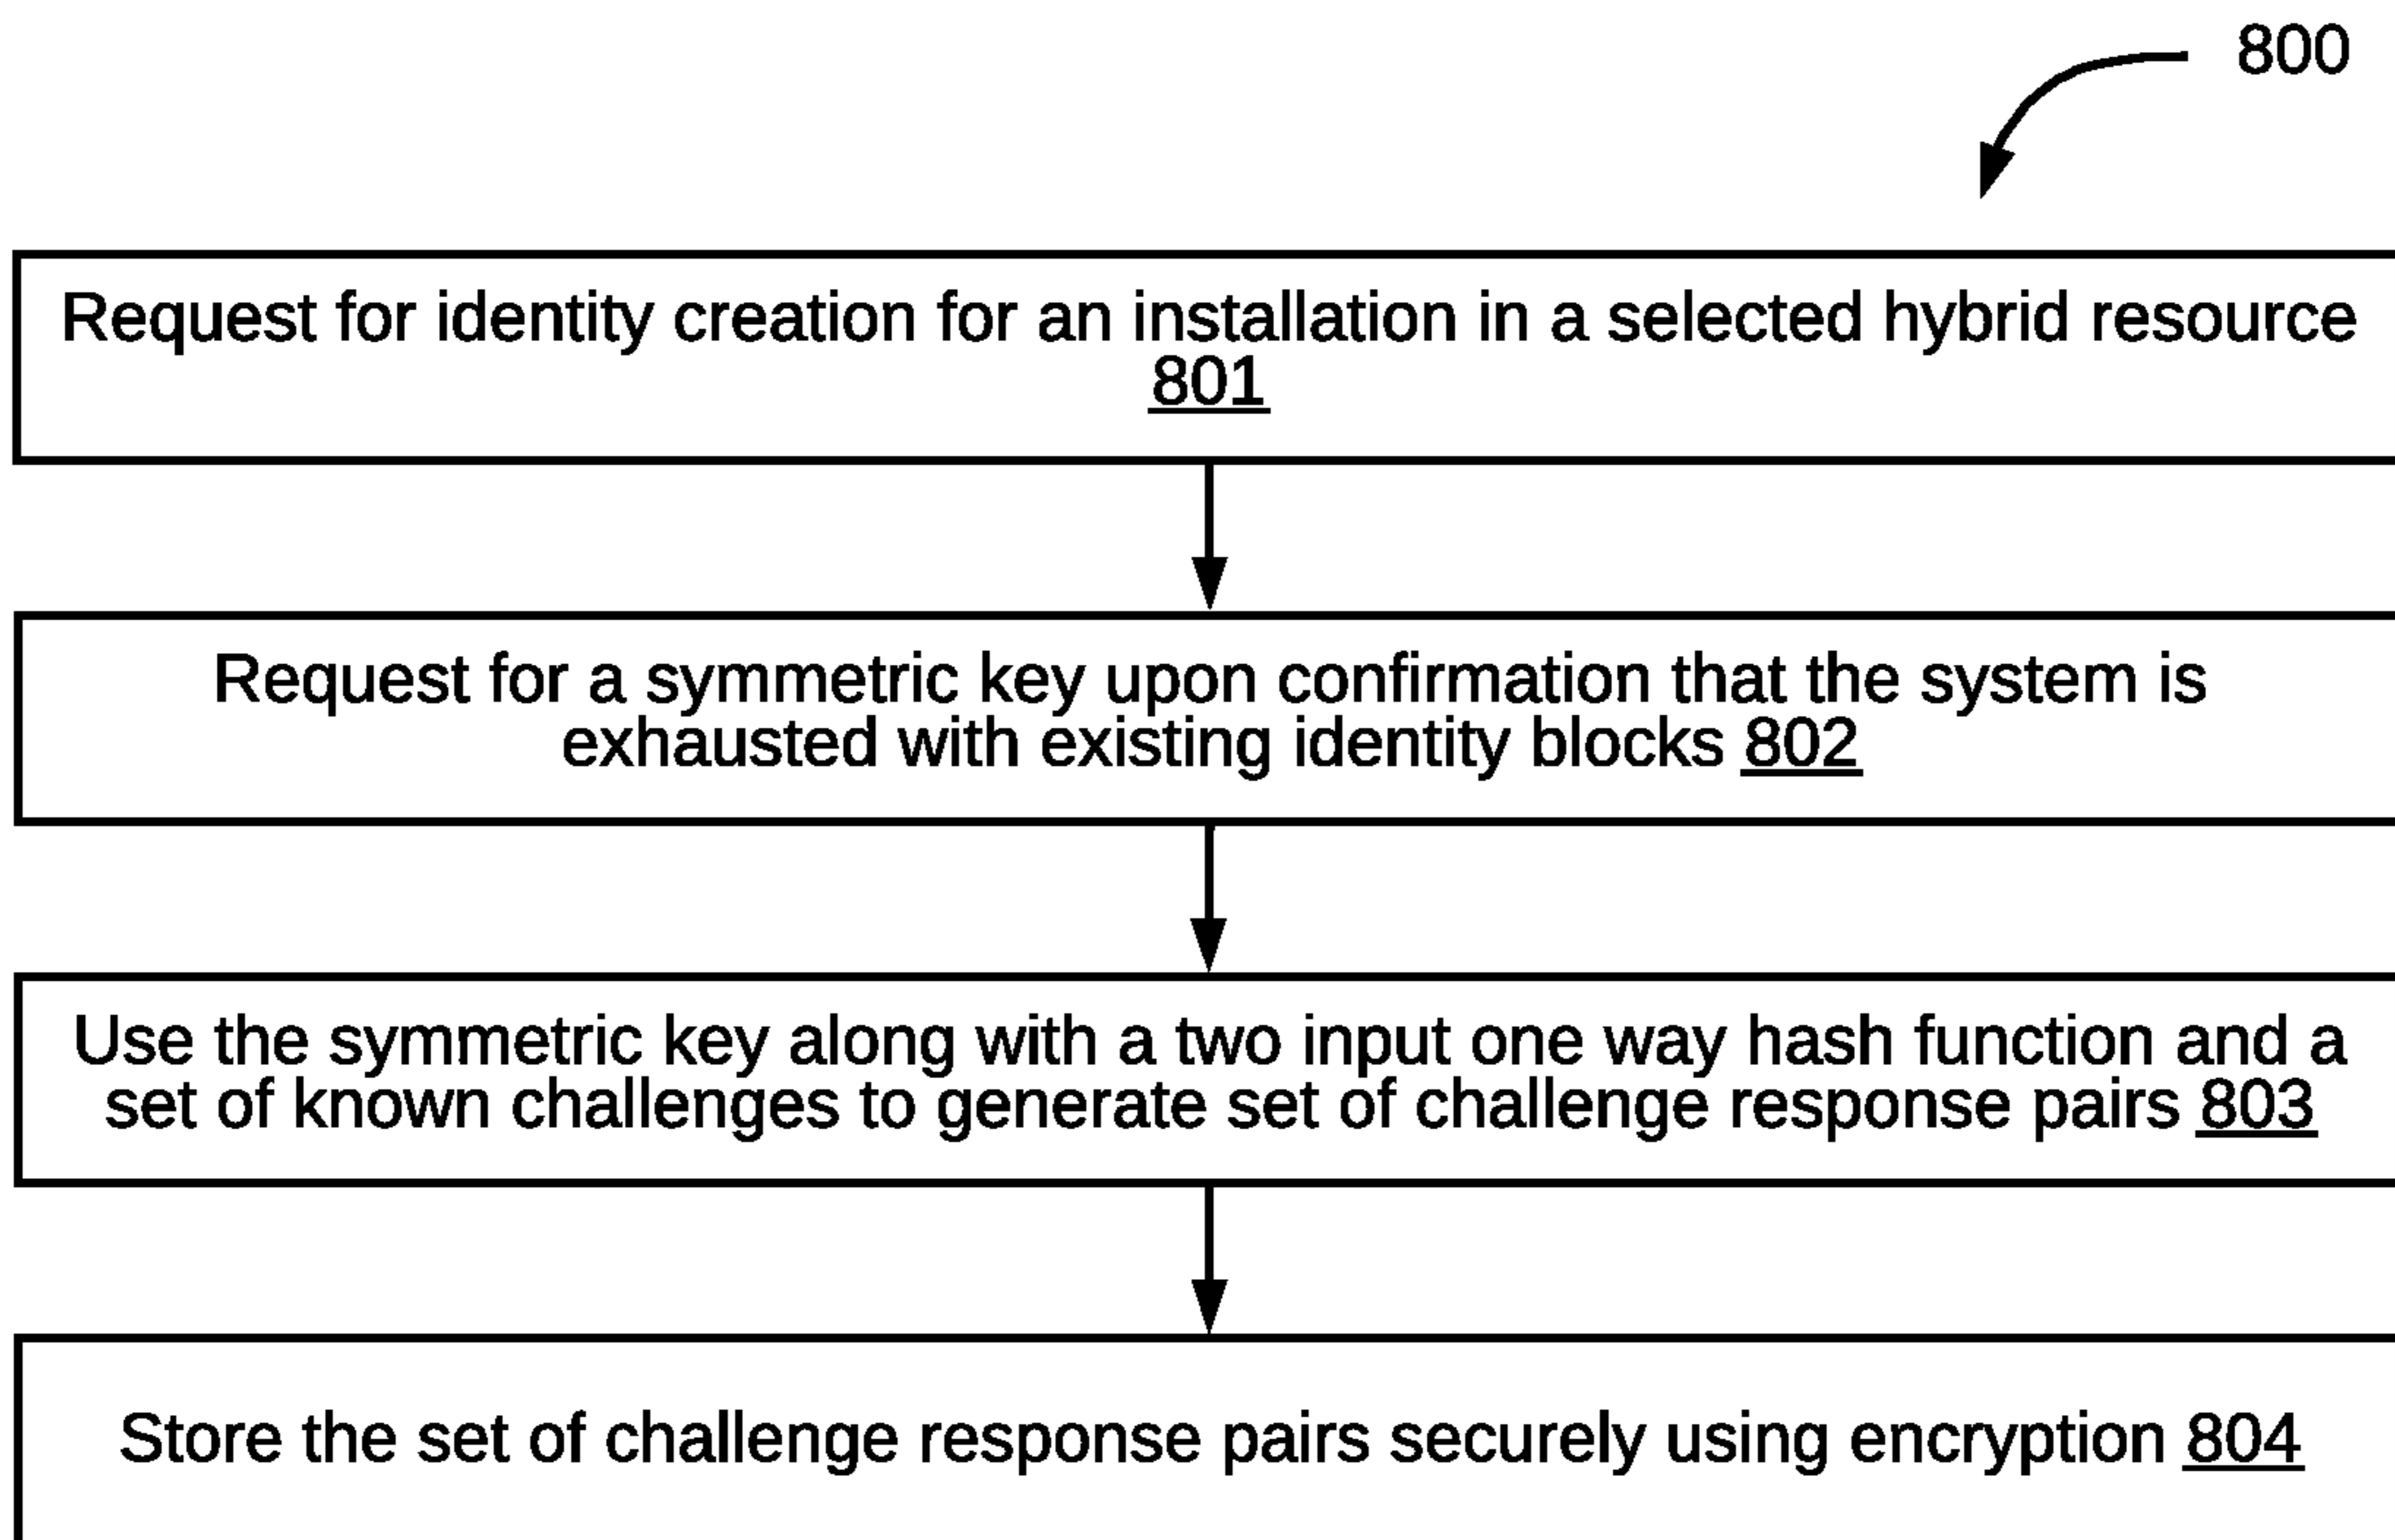 800
Request for identity creation for an installation in a selected hybrid resource
801
Request for a symmetric key upon confirmation that the system is
exhausted with existing identity blocks 802
Use the symmetric key along with a two input one way hash function and a
set of known challenges to generate set of challenge response pairs 803
Store the set of challenge response pairs securely using encryption 804